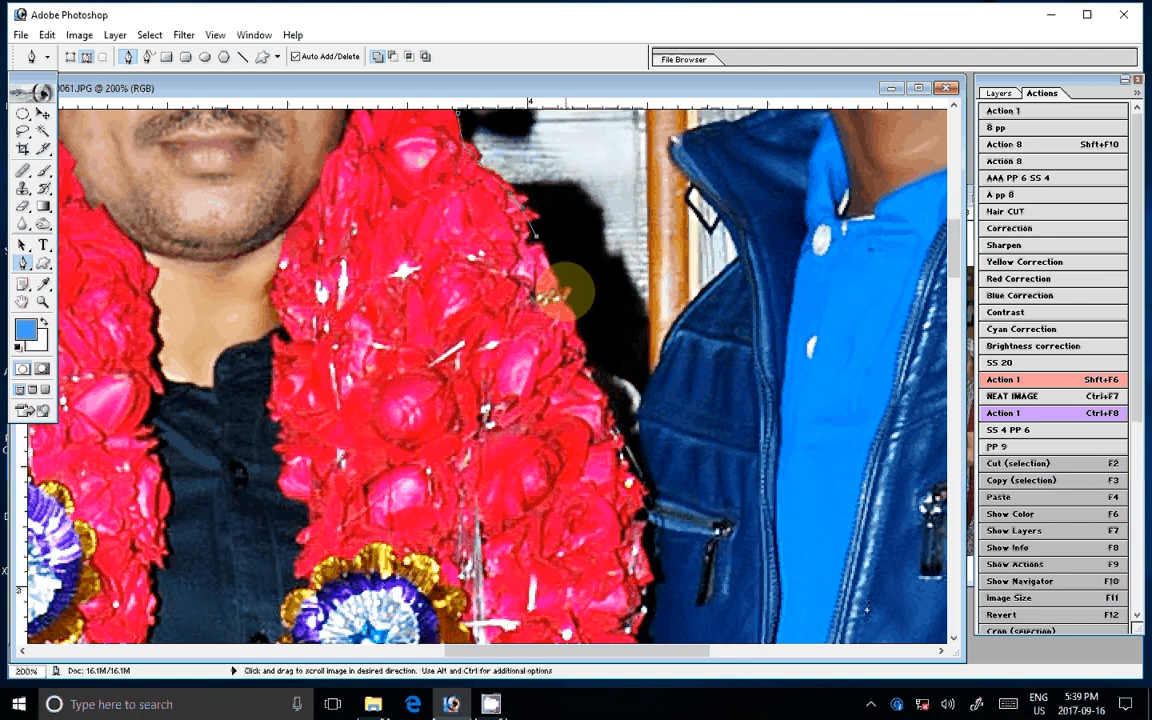 Adobe Photoshop
File Edit Image Layer Select Filter View Window Help
Auto Add/Delete
File Browser
0061.JPG @ 200% (RGB)
4
3
Layers Actions
Action 1
8 pp
Action 8 Shft+F10
Action 8
AAA PP 6 SS 4
A pp 8
Hair CUT
Correction
Sharpen
Yellow Correction
Red Correction
Blue Correction
Contrast
Cyan Correction
Brightness correction
SS 20
Action 1 Shft+F6
NEAT IMAGE Ctrl+F7
Action 1 Ctrl+F8
SS 4 PP 6
PP 9
Cut (selection) F2
Copy (selection) F3
Paste F4
Show Color F6
Show Layers F7
Show Info F8
Show Actions F9
Show Navigator F10
Image Size F11
Revert F12
Crop (selection)
200% Doc: 16.1M/16.1M Click and drag to scroll image in desired direction. Use Alt and Ctrl for additional options
Type here to search
ENG 5:39 PM
US 2017-09-16